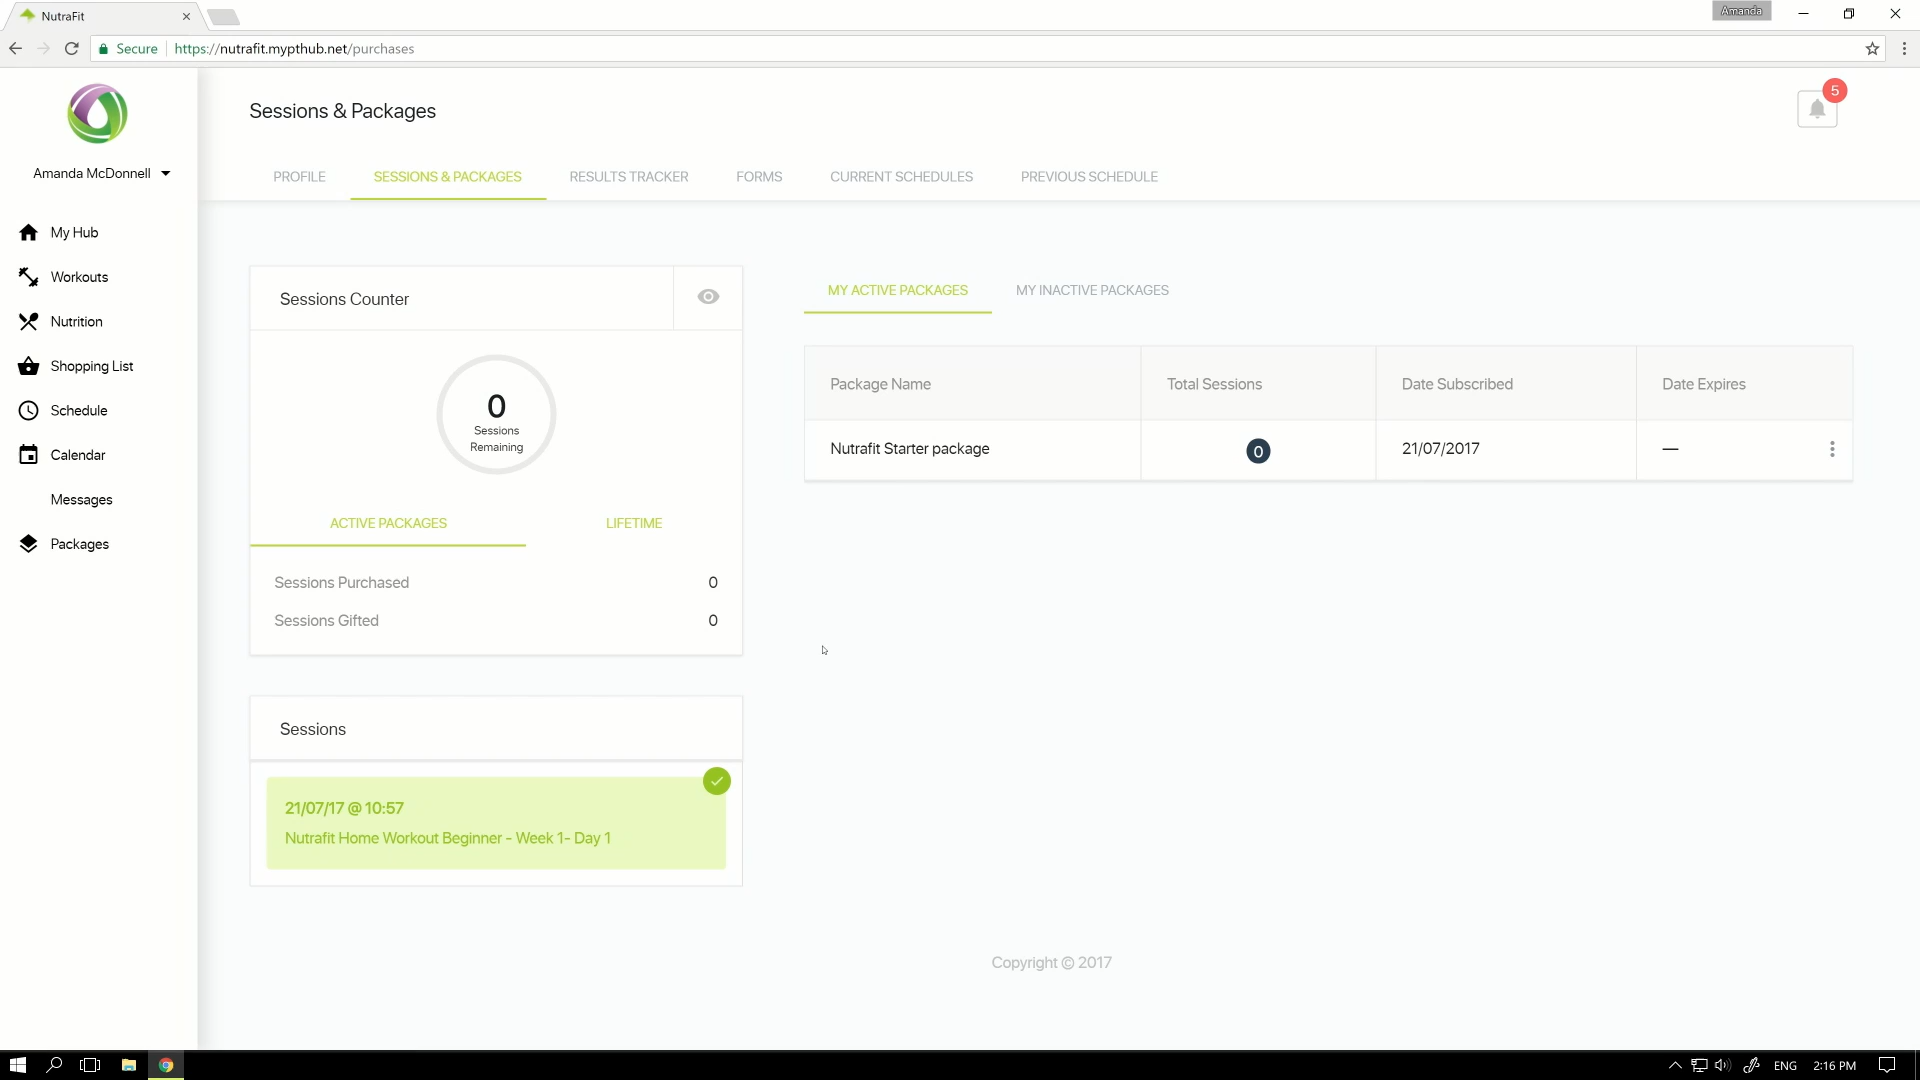 NutraFit
Amanda
Secure
https://nutrafit.mypthub.net/purchases
Amanda McDonnell
My Hub
Workouts
Nutrition
Shopping List
Schedule
Calendar
Messages
Packages
Sessions & Packages
5
PROFILE
SESSIONS & PACKAGES
RESULTS TRACKER
FORMS
CURRENT SCHEDULES
PREVIOUS SCHEDULE
Sessions Counter
0
Sessions
Remaining
ACTIVE PACKAGES
LIFETIME
Sessions Purchased 0
Sessions Gifted 0
Sessions
21/07/17 @ 10:57
Nutrafit Home Workout Beginner - Week 1- Day 1
MY ACTIVE PACKAGES
MY INACTIVE PACKAGES
Package Name Total Sessions Date Subscribed Date Expires
Nutrafit Starter package 0 21/07/2017 —
Copyright © 2017
ENG 2:16 PM